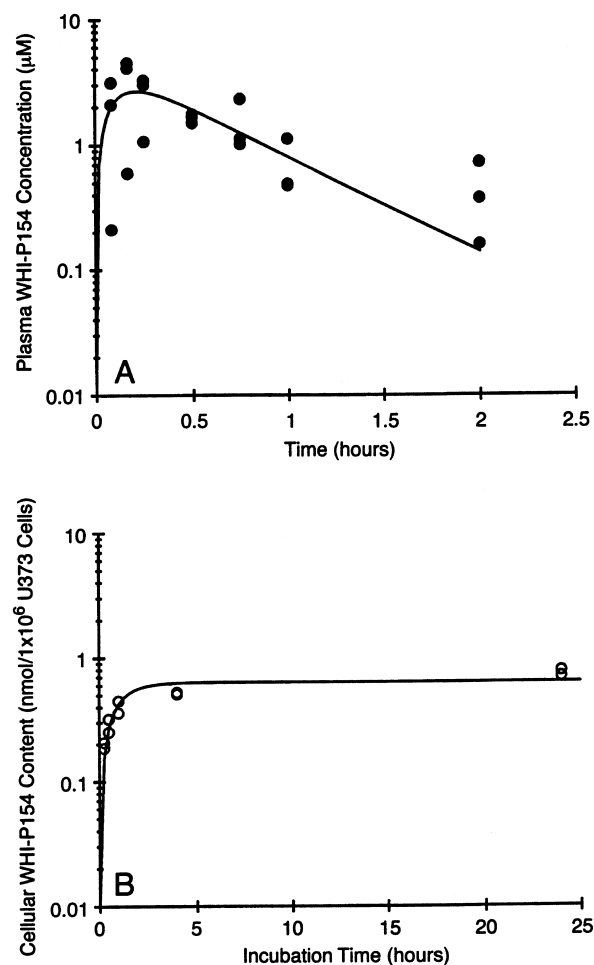 Plasma WHI-P154 Concentration (μM)
10
1
0.1
0.01
A
0 0.5 1 1.5 2 2.5
Time (hours)
Cellular WHI-P154 Content (nmol/1x10⁶ U373 Cells)
10
1
0.1
0.01
B
0 5 10 15 20 25
Incubation Time (hours)